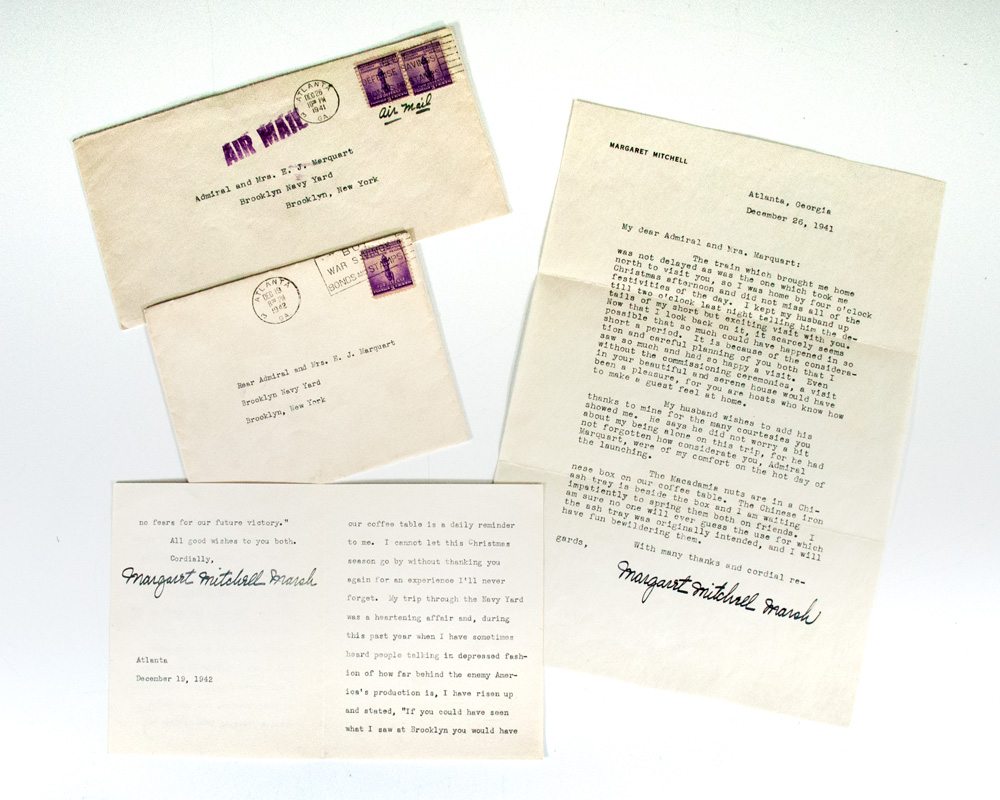 ATLANTA
DEC 26
1941
GA.
DEFENSE SAVINGS
AIR MAIL
Air Mail
Admiral and Mrs. E. J. Marquart
Brooklyn Navy Yard
Brooklyn, New York
ATLANTA
DEC 19
1942
GA.
BUY
WAR SAVINGS
BONDS AND STAMPS
Rear Admiral and Mrs. E. J. Marquart
Brooklyn Navy Yard
Brooklyn, New York
MARGARET MITCHELL
Atlanta, Georgia
December 26, 1941
My dear Admiral and Mrs. Marquart:
The train which brought me home
was not delayed as was the one which took me
north to visit you, so I was home by four o'clock
Christmas afternoon and did not miss all of the
festivities of the day. I kept my husband up
till two o'clock last night telling him the de-
tails of my short but exciting visit with you.
Now that I look back on it, it scarcely seems
possible that so much could have happened in so
short a period. It is because of the considera-
tion and careful planning of you both that I
saw so much and had so happy a visit. Even
without the commissioning ceremonies, a visit
in your beautiful and serene house would have
been a pleasure, for you are hosts who know how
to make a guest feel at home.
My husband wishes to add his
thanks to mine for the many courtesies you
showed me. He says he did not worry a bit
about my being alone on this trip, for he had
not forgotten how considerate you, Admiral
Marquart, were of my comfort on the hot day of
the launching.
The Macadamia nuts are in a Chi-
nese box on our coffee table. The Chinese iron
ash tray is beside the box and I am waiting
impatiently to spring them both on friends. I
am sure no one will ever guess the use for which
the ash tray was originally intended, and I will
have fun bewildering them.
With many thanks and cordial re-
gards,
Margaret Mitchell Marsh
no fears for our future victory."
All good wishes to you both.
Cordially,
Margaret Mitchell Marsh
Atlanta
December 19, 1942
our coffee table is a daily reminder
to me. I cannot let this Christmas
season go by without thanking you
again for an experience I'll never
forget. My trip through the Navy Yard
was a heartening affair and, during
this past year when I have sometimes
heard people talking in depressed fash-
ion of how far behind the enemy Amer-
ica's production is, I have risen up
and stated, "If you could have seen
what I saw at Brooklyn you would have